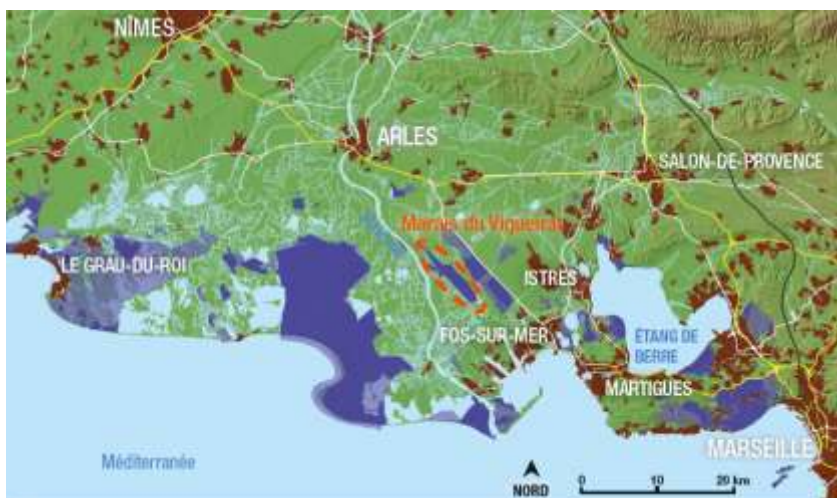 NÎMES
ARLES
SALON-DE-PROVENCE
Marais du Vigueirat
LE GRAU-DU-ROI
ISTRES
FOS-SUR-MER
ÉTANG DE
BERRE
MARTIGUES
MARSEILLE
Méditerranée
NORD
0 10 20 km